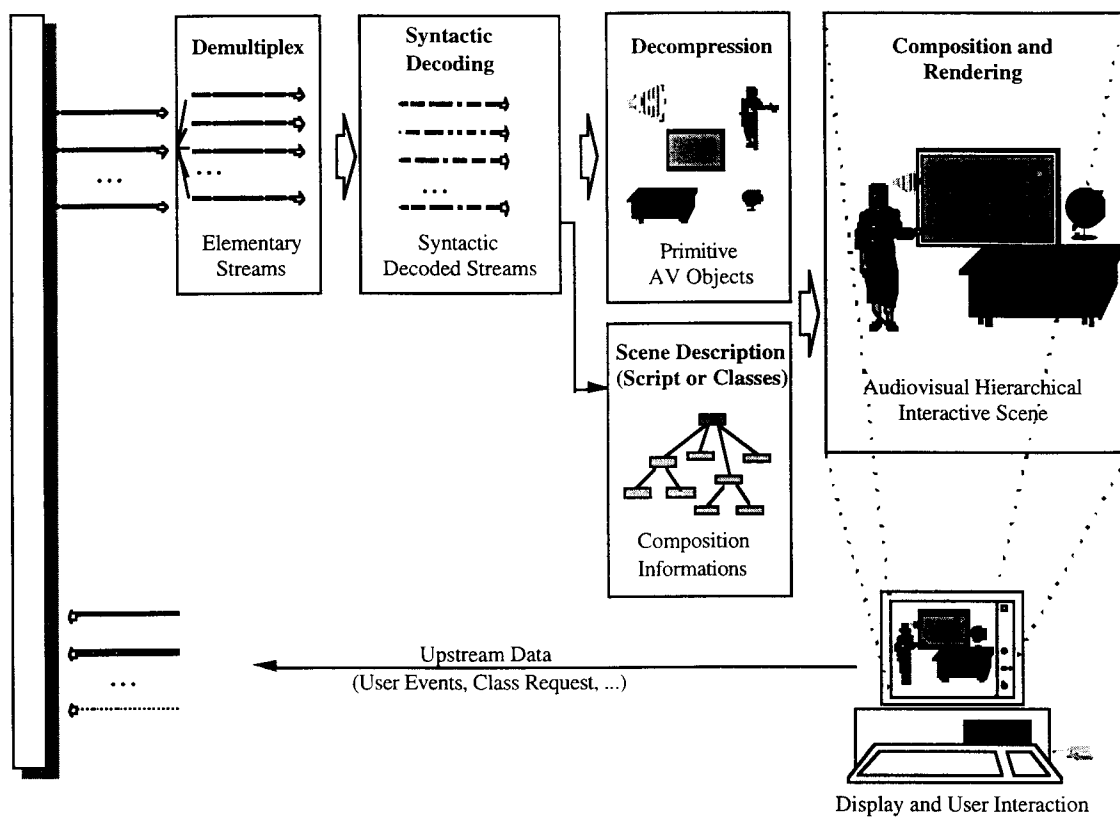 Demultiplex
. . . .
Elementary
Streams
. . .
Syntactic
Decoding
. . .
Syntactic
Decoded Streams
Decompression
Primitive
AV Objects
Scene Description
(Script or Classes)
Composition
Informations
Composition and
Rendering
Audiovisual Hierarchical
Interactive Scene
. . .
Upstream Data
(User Events, Class Request, ...)
Display and User Interaction